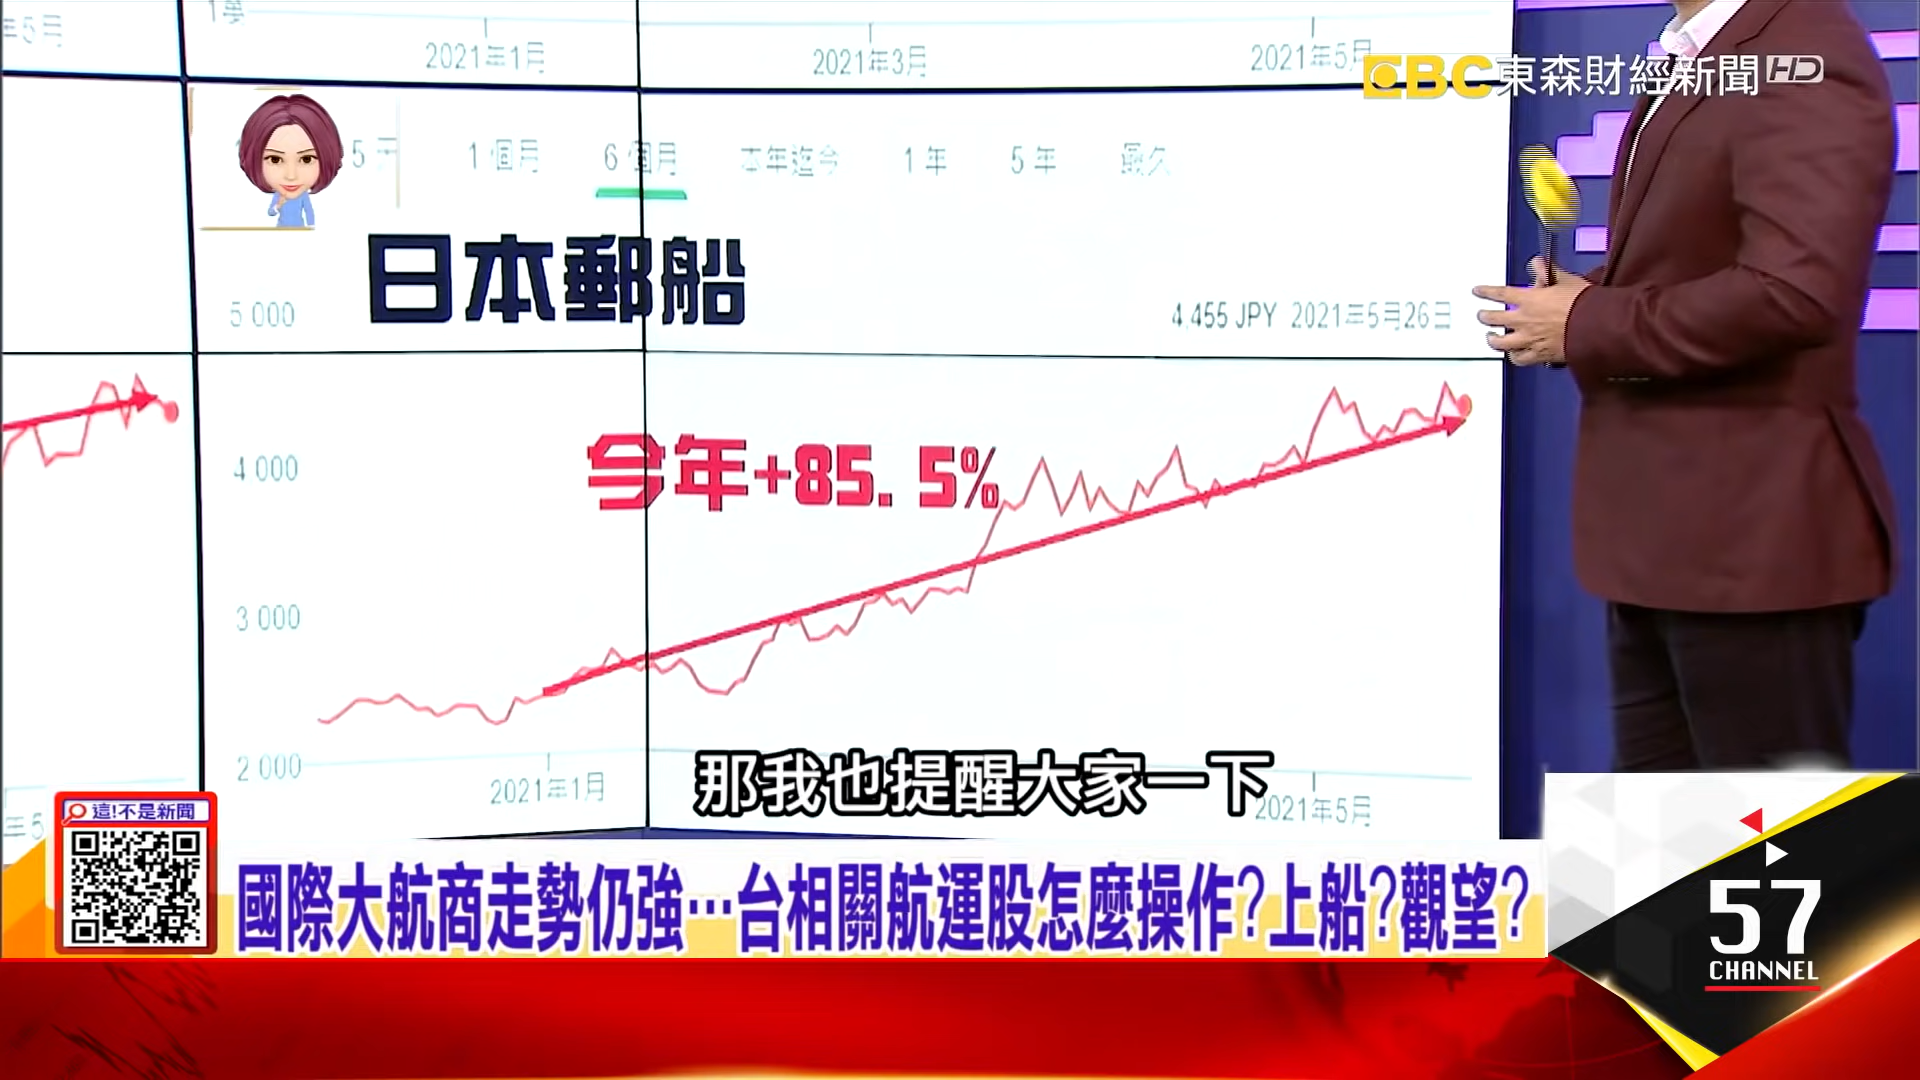 2021年1月
2021年3月
2021年5月
EBC東森財經新聞HD
1個月
6個月
本年迄今
1年
5年
最久
日本郵船
5 000
4,455 JPY 2021年5月26日
今年+85.5%
4 000
3 000
2 000
2021年1月
2021年5月
那我也提醒大家一下
這!不是新聞
國際大航商走勢仍強…台相關航運股怎麼操作?上船?觀望?
57
CHANNEL